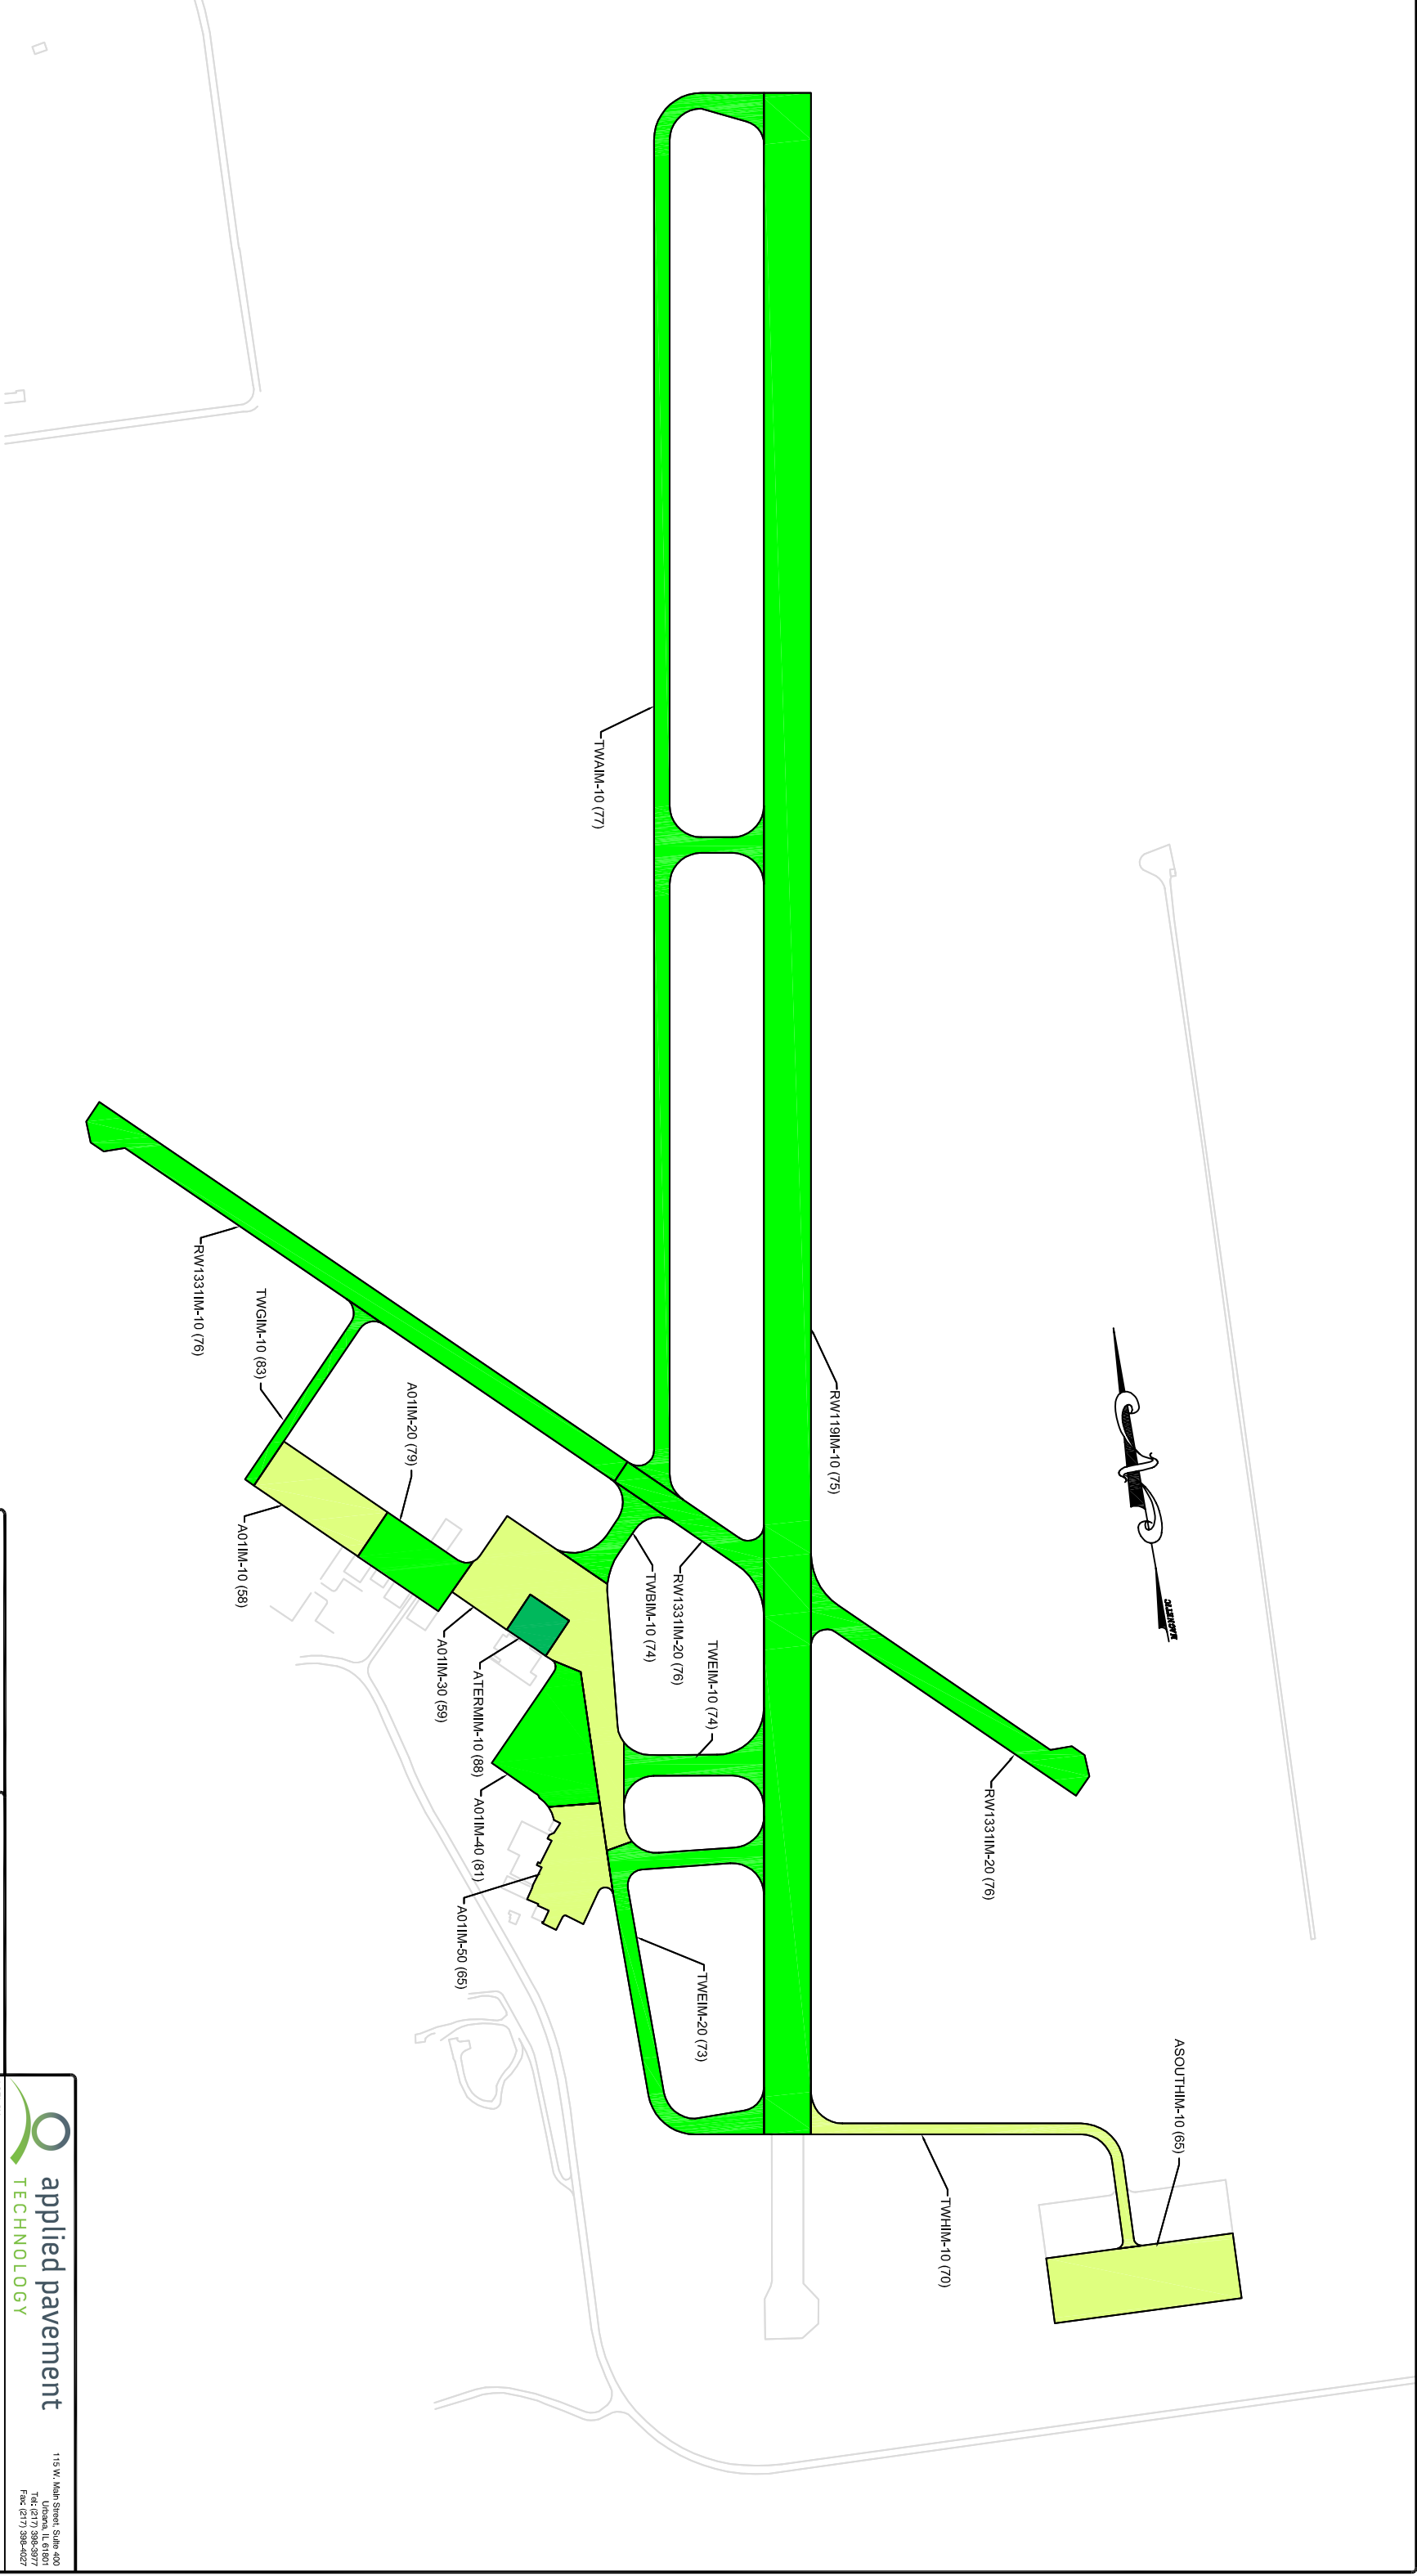 TWAIM-10 (77)
RW119IM-10 (75)
RW1331IM-10 (76)
TWGIM-10 (83)
A01IM-20 (79)
A01IM-10 (58)
TWBIM-10 (74)
RW1331IM-20 (76)
TWEIM-10 (74)
A01IM-30 (59)
ATERMIM-10 (88)
A01IM-40 (81)
A01IM-50 (65)
RW1331IM-20 (76)
TWEIM-20 (73)
ASOUTHIM-10 (65)
TWHIM-10 (70)
MAGNETIC
applied pavement
TECHNOLOGY
115 W. Main Street, Suite 400
Urbana, IL 61801
Tel: (217) 398-3977
Fax: (217) 398-4027